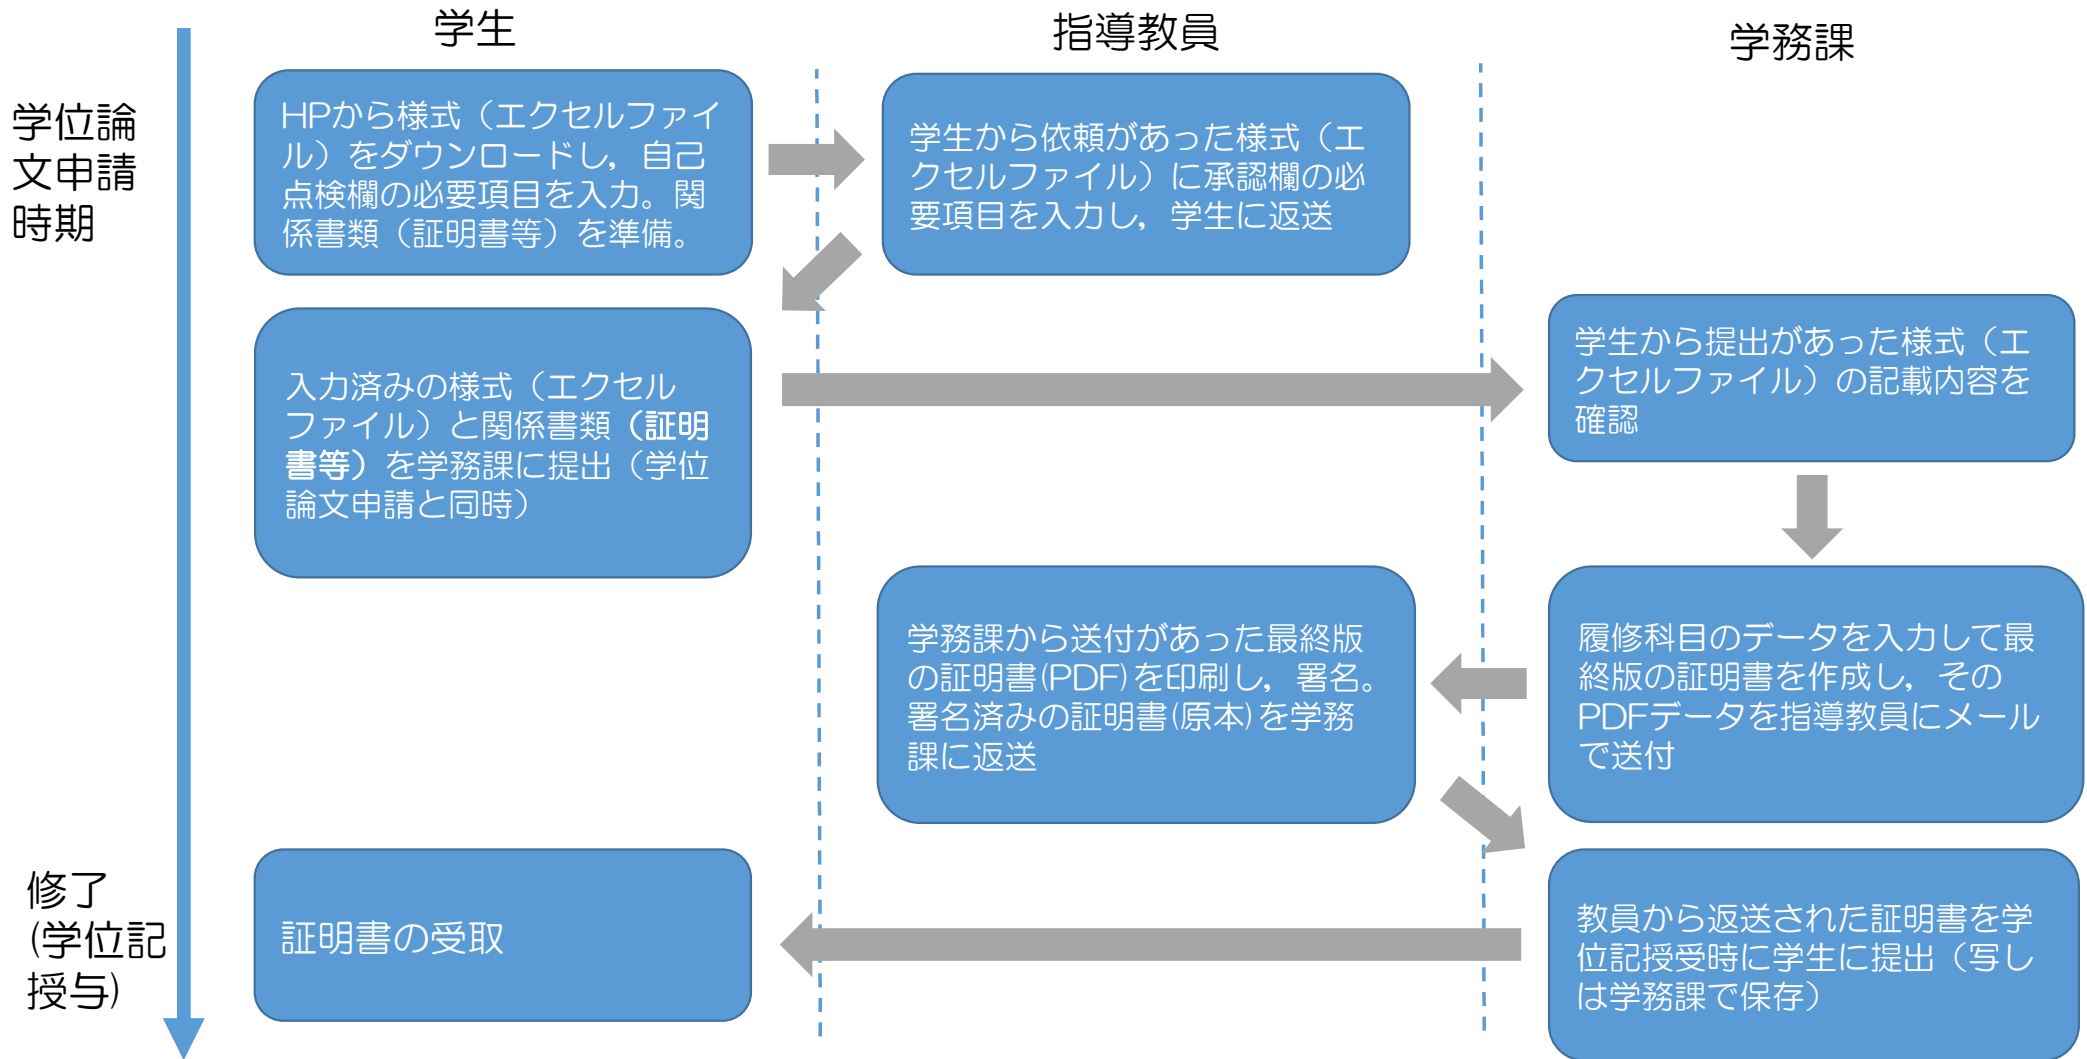 学生
指導教員
学務課
学位論
文申請
時期
HPから様式（エクセルファイ
ル）をダウンロードし，自己
点検欄の必要項目を入力。関
係書類（証明書等）を準備。
学生から依頼があった様式（エ
クセルファイル）に承認欄の必
要項目を入力し，学生に返送
入力済みの様式（エクセル
ファイル）と関係書類（証明
書等）を学務課に提出（学位
論文申請と同時）
学生から提出があった様式（エ
クセルファイル）の記載内容を
確認
履修科目のデータを入力して最
終版の証明書を作成し，その
PDFデータを指導教員にメール
で送付
学務課から送付があった最終版
の証明書(PDF)を印刷し，署名。
署名済みの証明書(原本)を学務
課に返送
修了
(学位記
授与)
証明書の受取
教員から返送された証明書を学
位記授受時に学生に提出（写し
は学務課で保存）